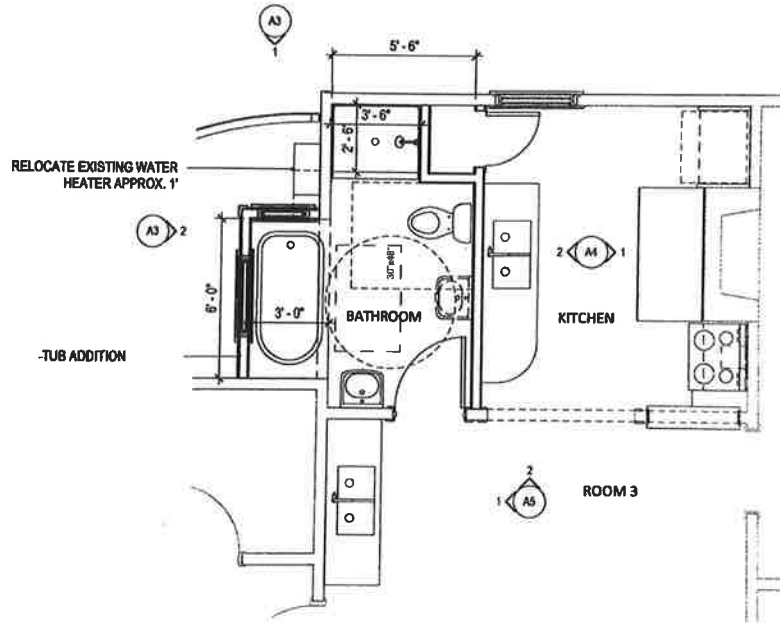 A3
1
5' - 6"
3' - 6"
2' - 6"
RELOCATE EXISTING WATER
HEATER APPROX. 1'
A3
2
6' - 0"
3' - 0"
30"x48"
BATHROOM
2
A4
1
KITCHEN
-TUB ADDITION
2
1
A5
ROOM 3